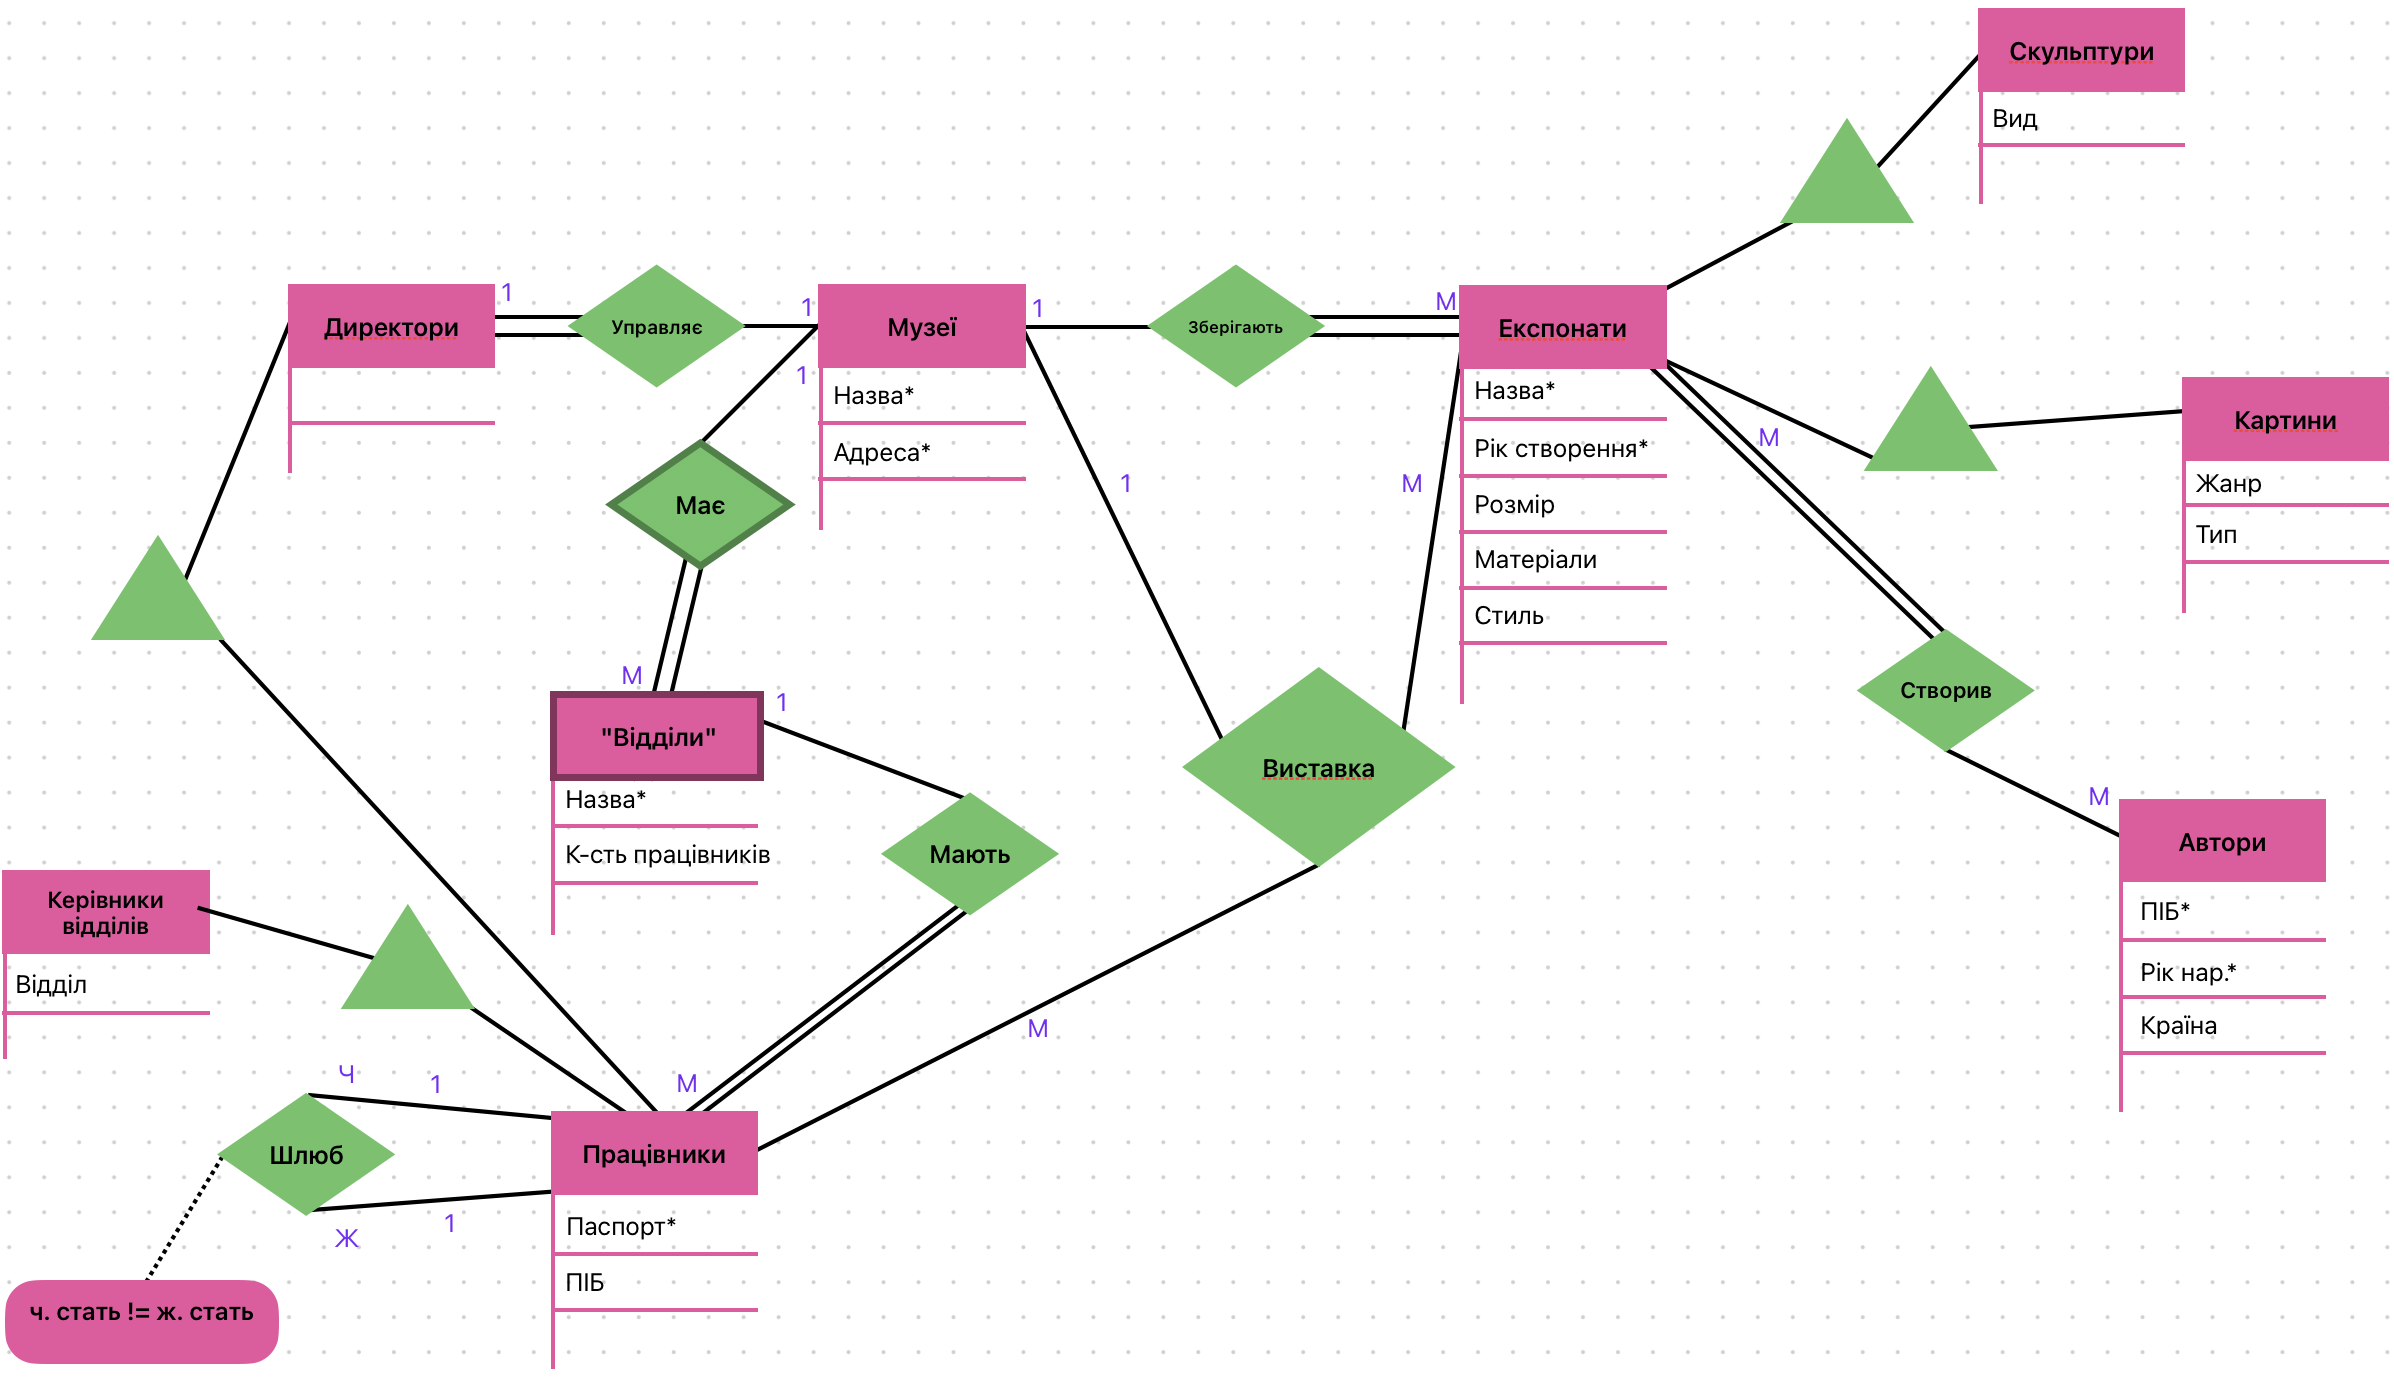 Скульптури
Вид
Директори
1
Управляє
1
Музеї
1
Зберігають
М
Експонати
1
Назва*
Адреса*
Має
1
М
Назва*
Рік створення*
Розмір
Матеріали
Стиль
М
Картини
Жанр
Тип
М
"Відділи"
1
Назва*
К-сть працівників
Мають
Виставка
Створив
М
Автори
ПІБ*
Рік нар.*
Країна
Керівники
відділів
Відділ
М
М
Ч
1
Шлюб
Ж
1
Працівники
Паспорт*
ПІБ
ч. стать != ж. стать